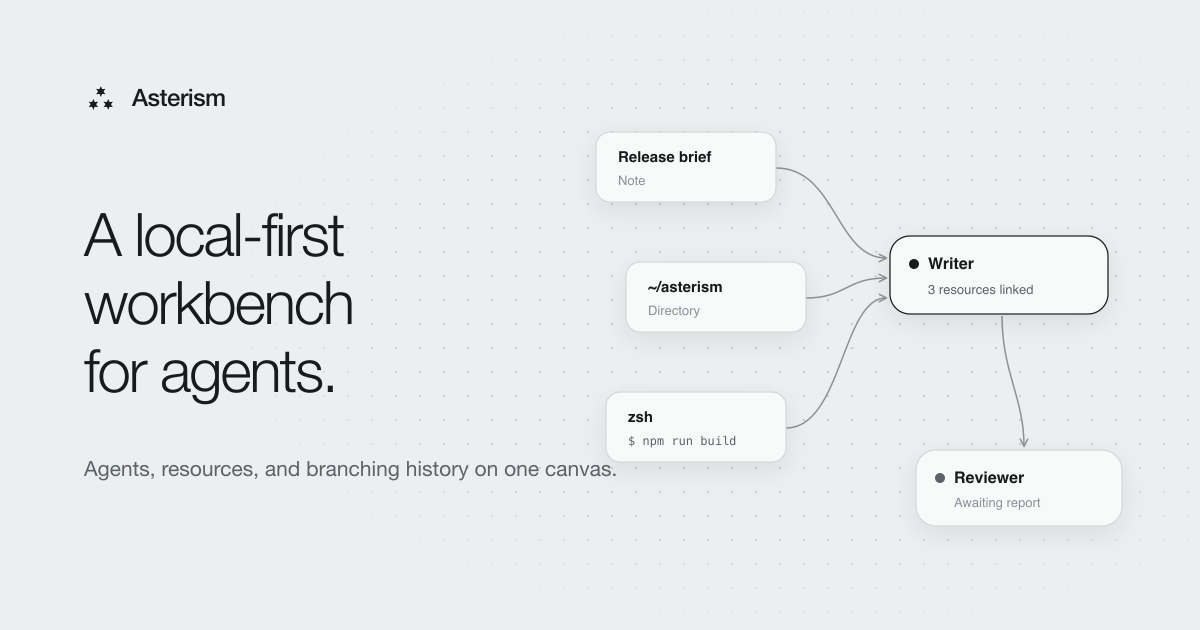 Asterism
A local-first
workbench
for agents.
Agents, resources, and branching history on one canvas.
Release brief
Note
~/asterism
Directory
zsh
$ npm run build
Writer
3 resources linked
Reviewer
Awaiting report